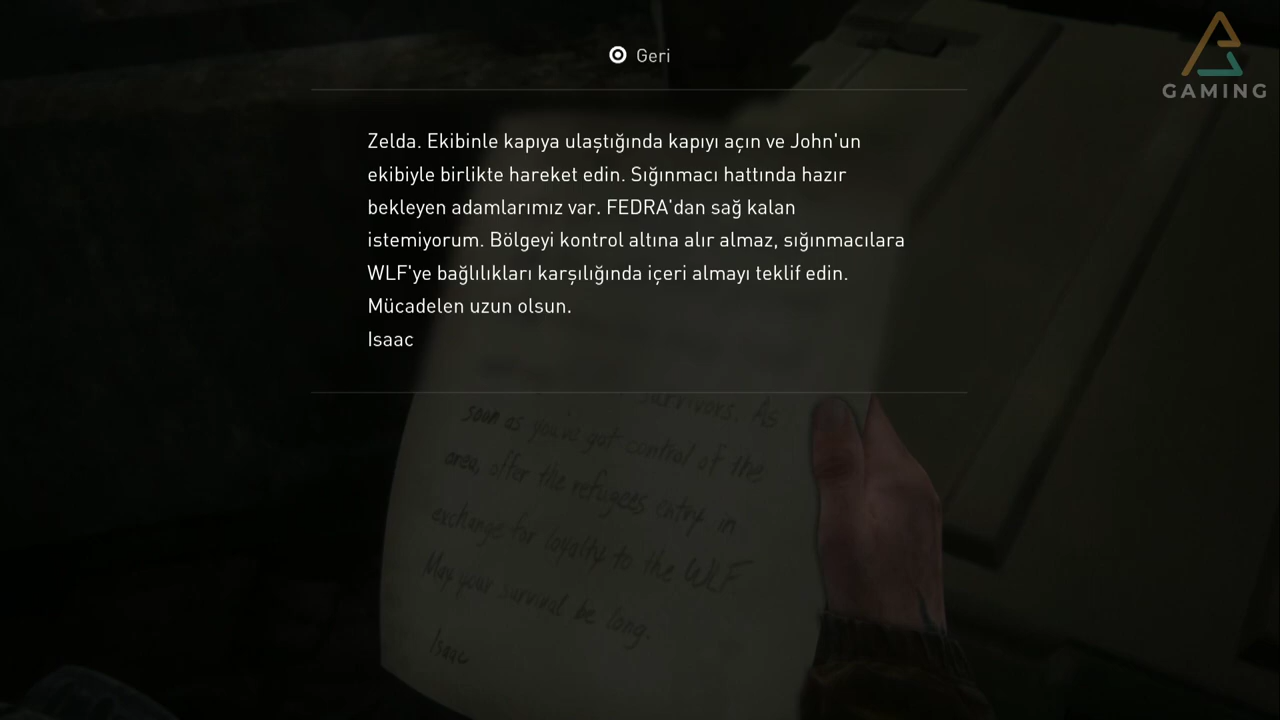 Geri
GAMING
Zelda. Ekibinle kapıya ulaştığında kapıyı açın ve John'un
ekibiyle birlikte hareket edin. Sığınmacı hattında hazır
bekleyen adamlarımız var. FEDRA'dan sağ kalan
istemiyorum. Bölgeyi kontrol altına alır almaz, sığınmacılara
WLF'ye bağlılıkları karşılığında içeri almayı teklif edin.
Mücadelen uzun olsun.
Isaac
survivors. As
soon as you've got control of the
area, offer the refugees entry in
exchange for loyalty to the WLF.
May your survival be long.
Isaac